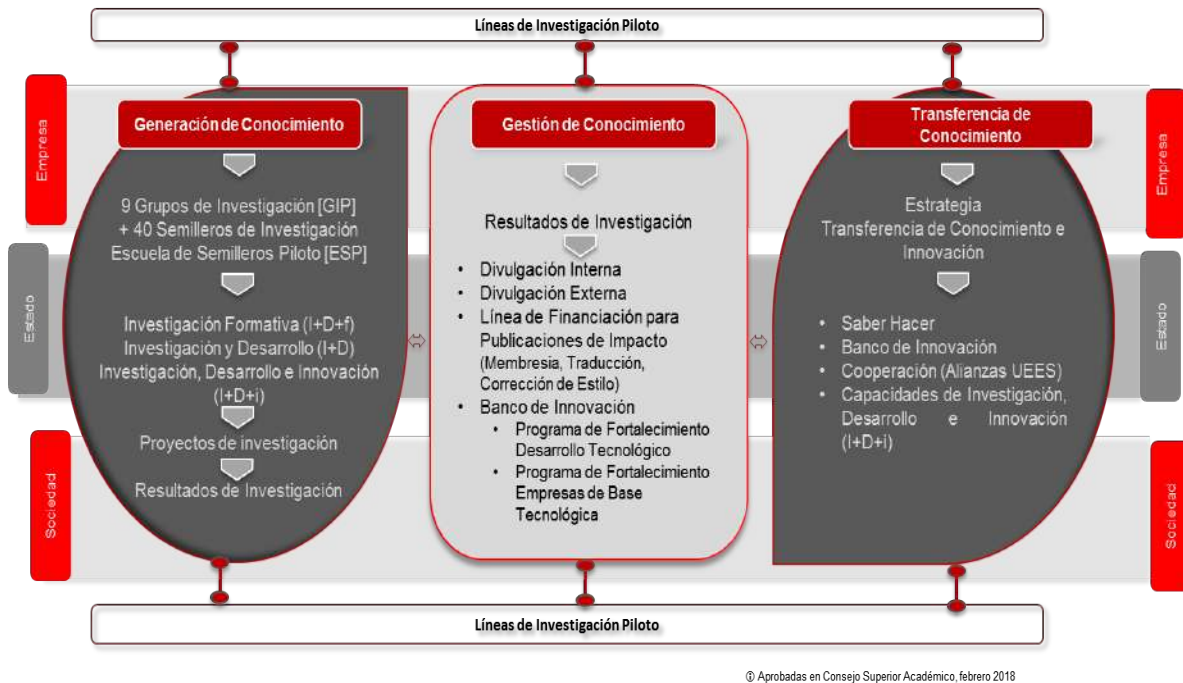 Líneas de Investigación Piloto
Empresa
Estado
Sociedad
Generación de Conocimiento
9 Grupos de Investigación [GIP]
+ 40 Semilleros de Investigación
Escuela de Semilleros Piloto [ESP]
Investigación Formativa (I+D+f)
Investigación y Desarrollo (I+D)
Investigación, Desarrollo e Innovación
(I+D+i)
Proyectos de investigación
Resultados de Investigación
Gestión de Conocimiento
Resultados de Investigación
• Divulgación Interna
• Divulgación Externa
• Línea de Financiación para
Publicaciones de Impacto
(Membresia, Traducción,
Corrección de Estilo)
• Banco de Innovación
• Programa de Fortalecimiento
Desarrollo Tecnológico
• Programa de Fortalecimiento
Empresas de Base
Tecnológica
Transferencia de
Conocimiento
Estrategia
Transferencia de Conocimiento e
Innovación
• Saber Hacer
• Banco de Innovación
• Cooperación (Alianzas UEES)
• Capacidades de Investigación,
Desarrollo e Innovación
(I+D+i)
Empresa
Estado
Sociedad
Líneas de Investigación Piloto
① Aprobadas en Consejo Superior Académico, febrero 2018